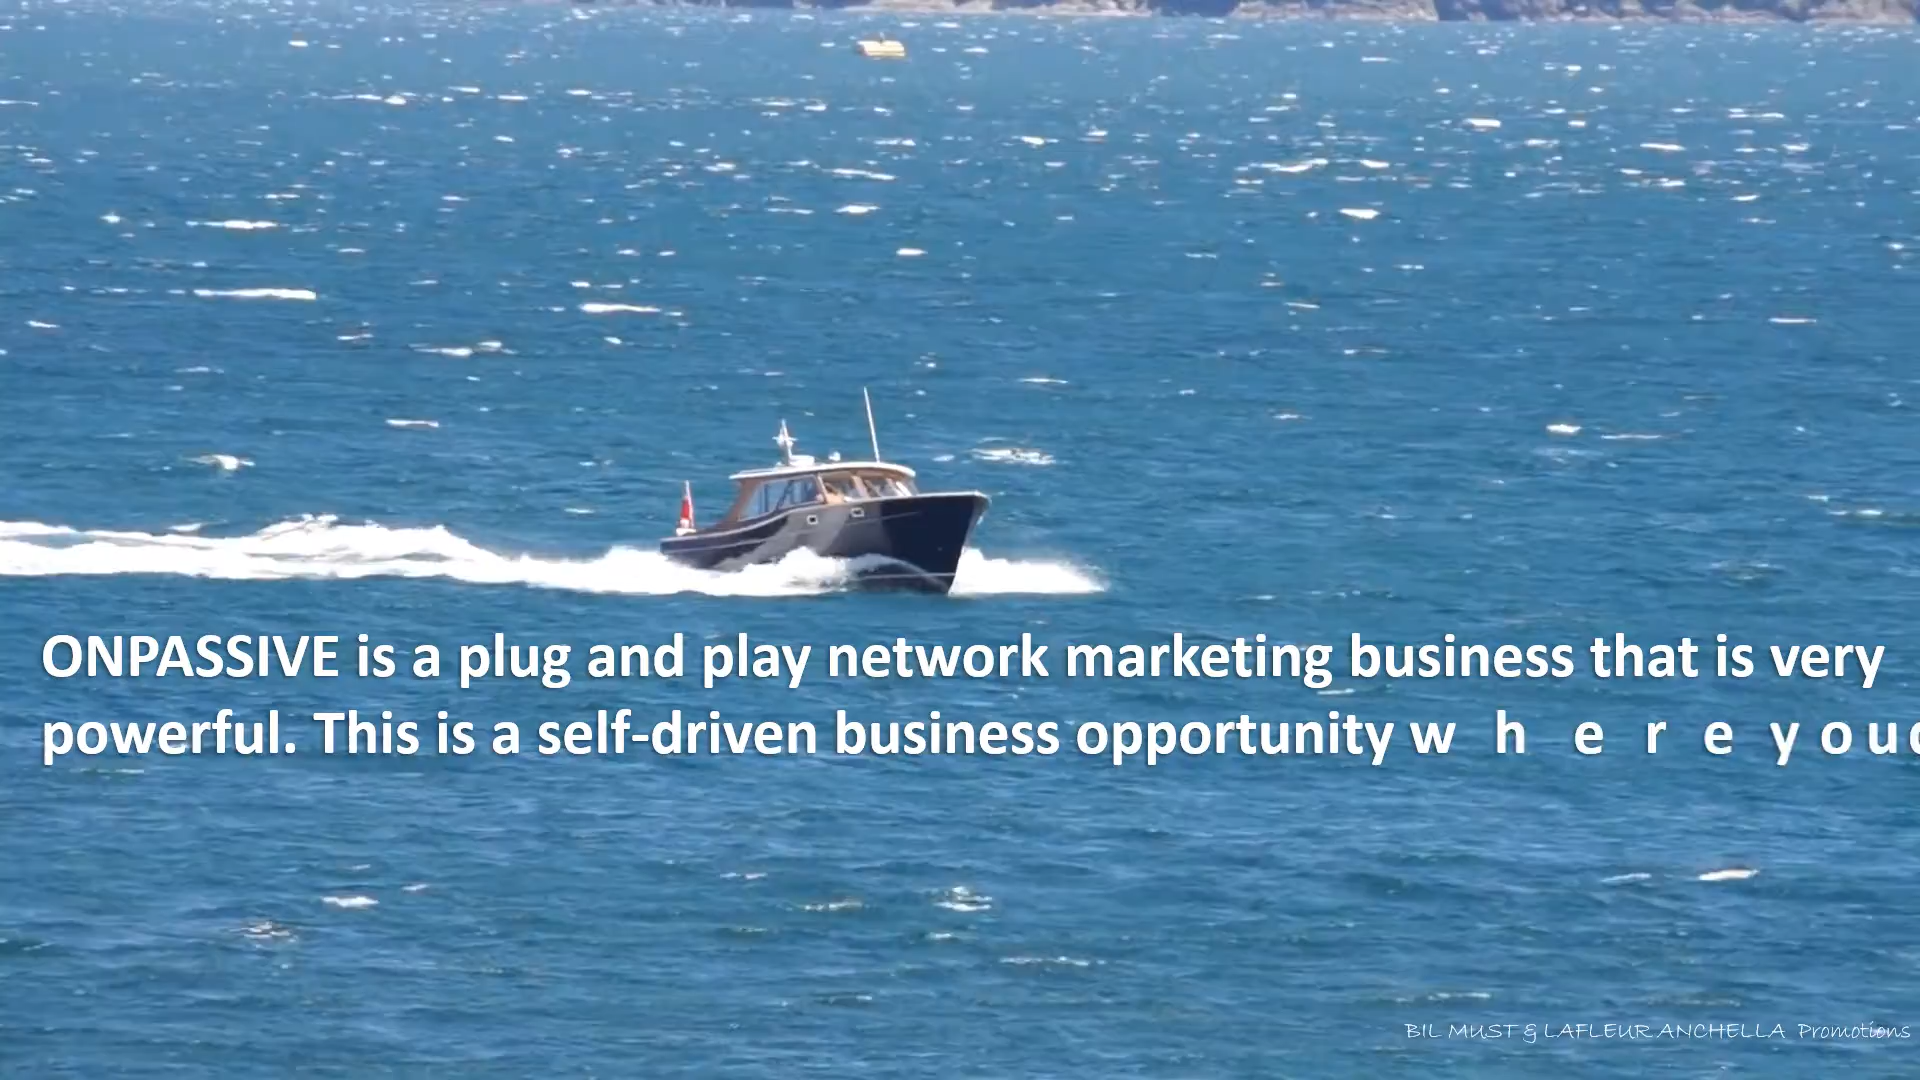 ONPASSIVE is a plug and play network marketing business that is very
powerful. This is a self-driven business opportunity w h e r e y o u
BIL MUST & LAFLEUR ANCHELLA Promotions